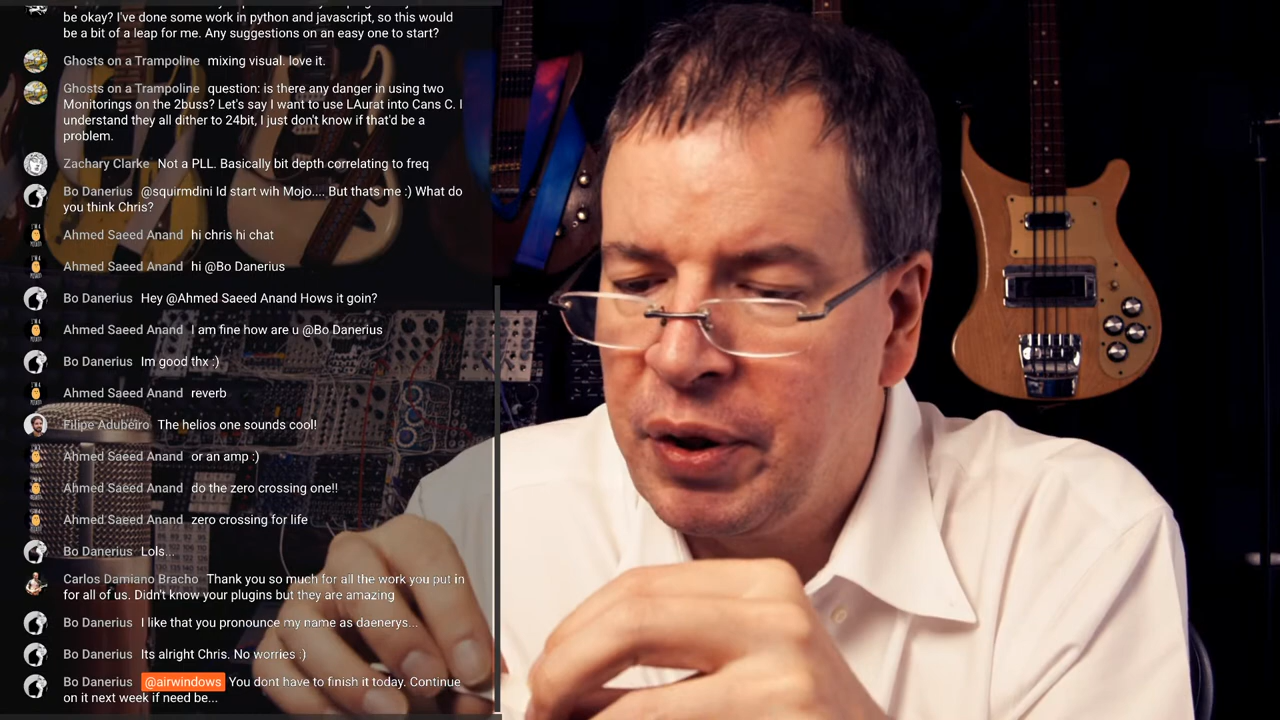 be okay? I've done some work in python and javascript, so this would
be a bit of a leap for me. Any suggestions on an easy one to start?
Ghosts on a Trampoline mixing visual. love it.
Ghosts on a Trampoline question: is there any danger in using two
Monitorings on the 2buss? Let's say I want to use LAurat into Cans C. I
understand they all dither to 24bit, I just don't know if that'd be a
problem.
Zachary Clarke Not a PLL. Basically bit depth correlating to freq
Bo Danerius @squirmdini Id start wih Mojo.... But thats me :) What do
you think Chris?
Ahmed Saeed Anand hi chris hi chat
Ahmed Saeed Anand hi @Bo Danerius
Bo Danerius Hey @Ahmed Saeed Anand Hows it goin?
Ahmed Saeed Anand I am fine how are u @Bo Danerius
Bo Danerius Im good thx :)
Ahmed Saeed Anand reverb
Filipe Adubeiro The helios one sounds cool!
Ahmed Saeed Anand or an amp :)
Ahmed Saeed Anand do the zero crossing one!!
Ahmed Saeed Anand zero crossing for life
Bo Danerius Lols...
Carlos Damiano Bracho Thank you so much for all the work you put in
for all of us. Didn't know your plugins but they are amazing
Bo Danerius I like that you pronounce my name as daenerys...
Bo Danerius Its alright Chris. No worries :)
Bo Danerius @airwindows You dont have to finish it today. Continue
on it next week if need be...